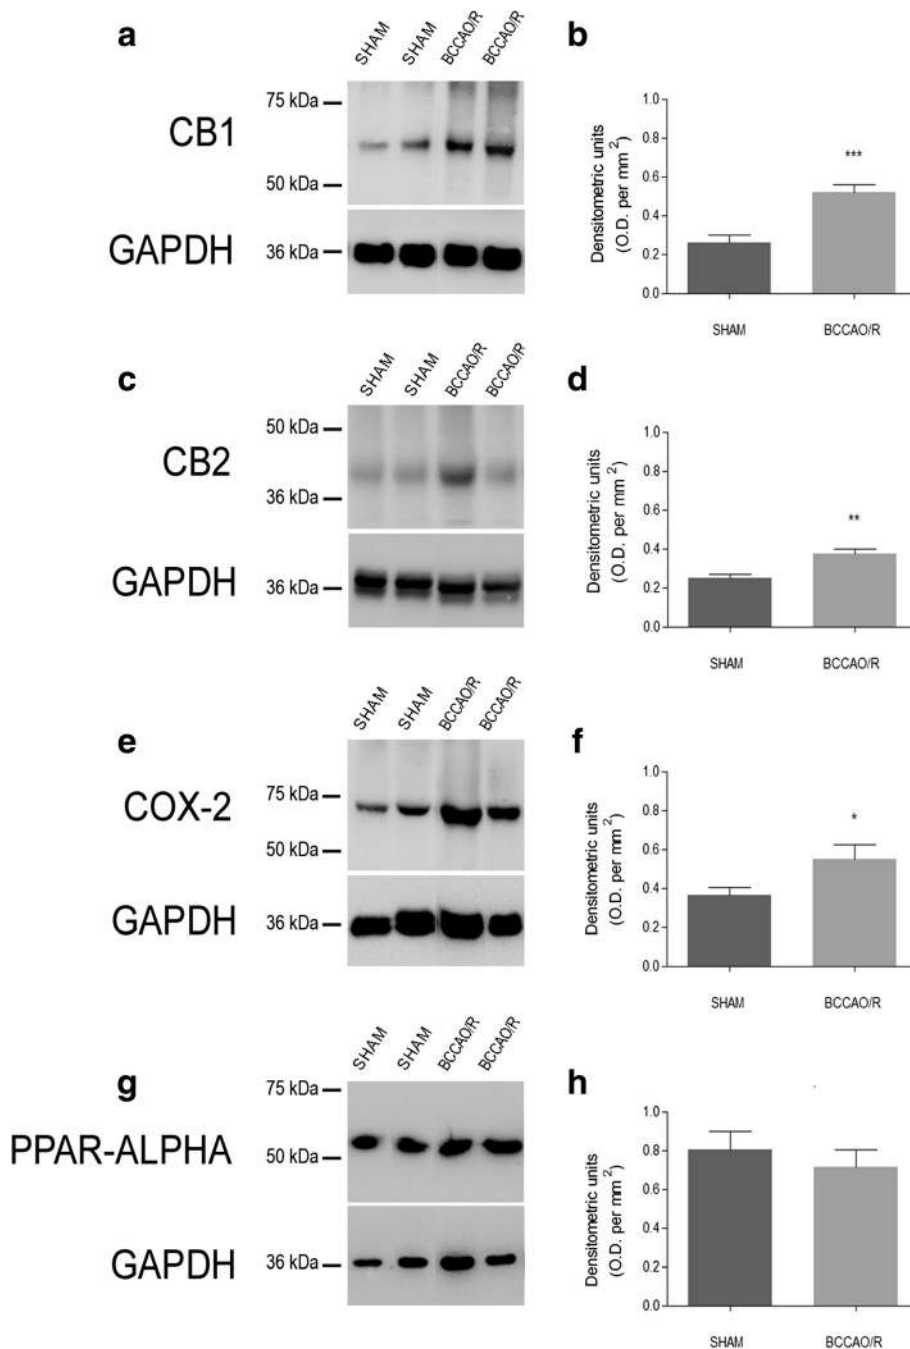 a
SHAM SHAM BCCAO/R BCCAO/R
CB1
75 kDa
50 kDa
GAPDH
36 kDa
b
Densitometric units
(O.D. per mm²)
1.0
0.8
0.6
0.4
0.2
0.0
***
SHAM BCCAO/R
c
SHAM SHAM BCCAO/R BCCAO/R
CB2
50 kDa
36 kDa
GAPDH
36 kDa
d
Densitometric units
(O.D. per mm²)
1.0
0.8
0.6
0.4
0.2
0.0
**
SHAM BCCAO/R
e
SHAM SHAM BCCAO/R BCCAO/R
COX-2
75 kDa
50 kDa
GAPDH
36 kDa
f
Densitometric units
(O.D. per mm²)
1.0
0.8
0.6
0.4
0.2
0.0
*
SHAM BCCAO/R
g
SHAM SHAM BCCAO/R BCCAO/R
PPAR-ALPHA
75 kDa
50 kDa
GAPDH
36 kDa
h
Densitometric units
(O.D. per mm²)
1.0
0.8
0.6
0.4
0.2
0.0
SHAM BCCAO/R